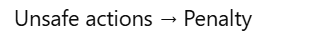 Unsafe actions → Penalty